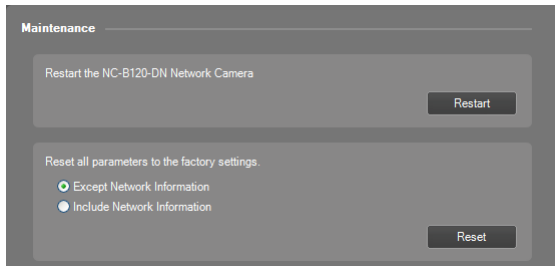 Maintenance
Restart the NC-B120-DN Network Camera
Restart
Reset all parameters to the factory settings.
Except Network Information
Include Network Information
Reset